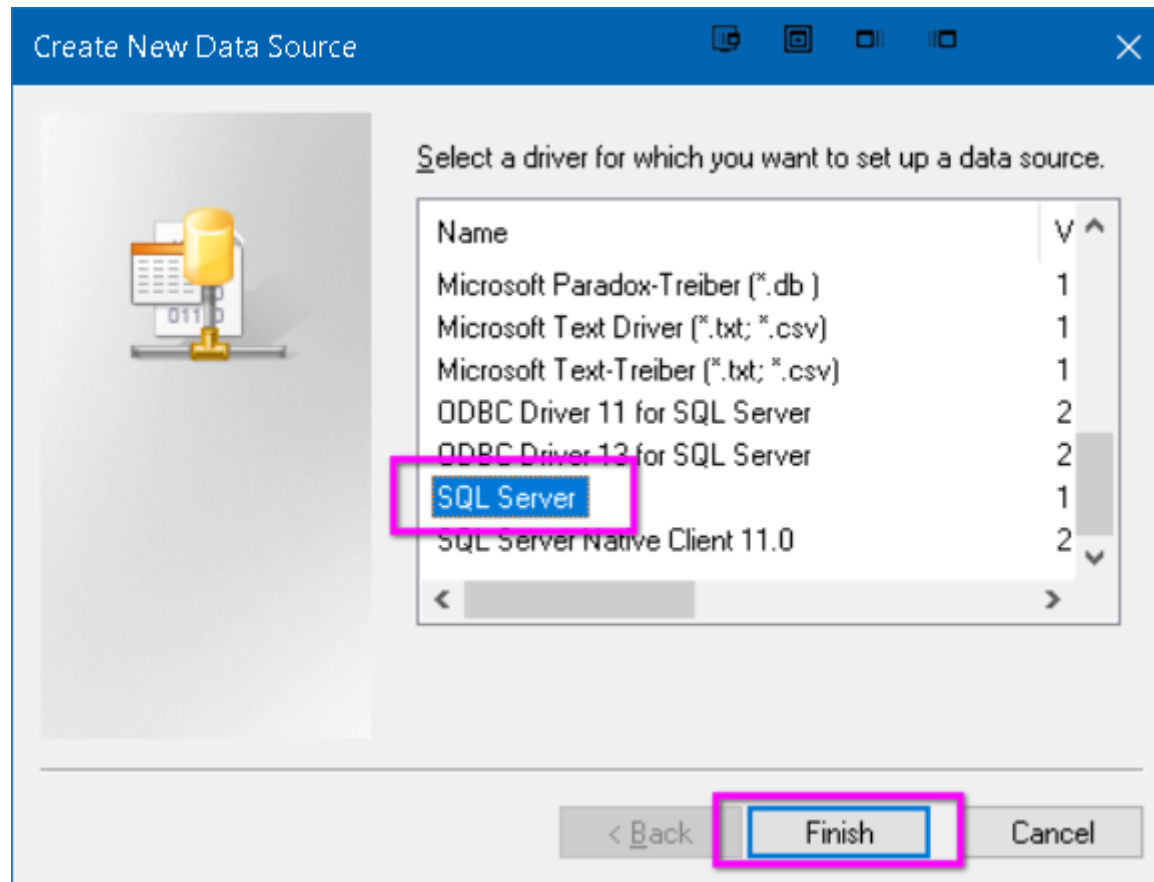 Create New Data Source
Select a driver for which you want to set up a data source.
Name V
Microsoft Paradox-Treiber (*.db ) 1
Microsoft Text Driver (*.txt; *.csv) 1
Microsoft Text-Treiber (*.txt; *.csv) 1
ODBC Driver 11 for SQL Server 2
ODBC Driver 13 for SQL Server 2
SQL Server 1
SQL Server Native Client 11.0 2
< Back Finish Cancel